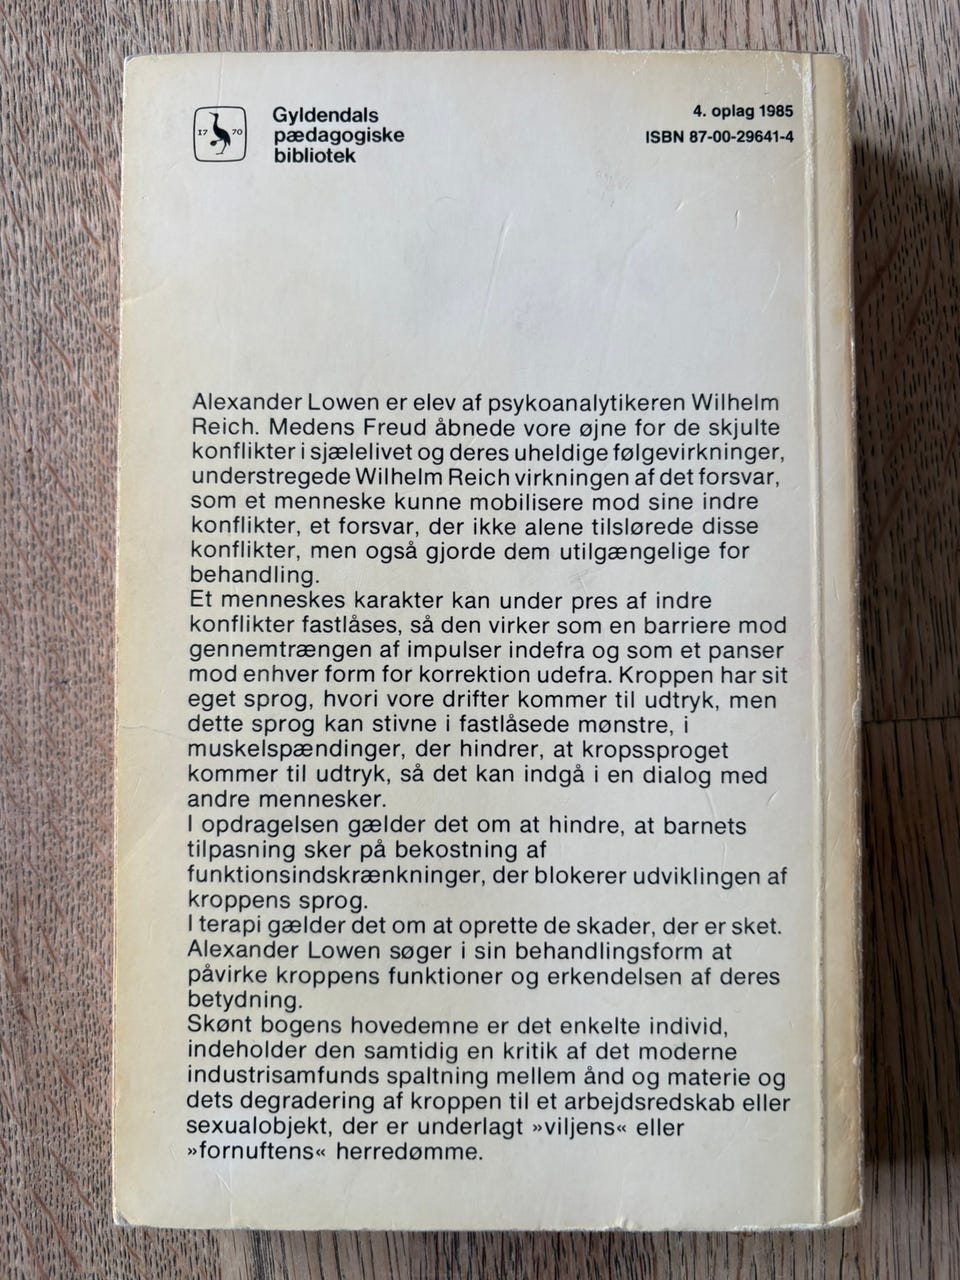 17 70
Gyldendals
pædagogiske
bibliotek
4. oplag 1985
ISBN 87-00-29641-4
Alexander Lowen er elev af psykoanalytikeren Wilhelm
Reich. Medens Freud åbnede vore øjne for de skjulte
konflikter i sjælelivet og deres uheldige følgevirkninger,
understregede Wilhelm Reich virkningen af det forsvar,
som et menneske kunne mobilisere mod sine indre
konflikter, et forsvar, der ikke alene tilslørede disse
konflikter, men også gjorde dem utilgængelige for
behandling.
Et menneskes karakter kan under pres af indre
konflikter fastlåses, så den virker som en barriere mod
gennemtrængen af impulser indefra og som et panser
mod enhver form for korrektion udefra. Kroppen har sit
eget sprog, hvori vore drifter kommer til udtryk, men
dette sprog kan stivne i fastlåsede mønstre, i
muskelspændinger, der hindrer, at kropssproget
kommer til udtryk, så det kan indgå i en dialog med
andre mennesker.
I opdragelsen gælder det om at hindre, at barnets
tilpasning sker på bekostning af
funktionsindskrænkninger, der blokerer udviklingen af
kroppens sprog.
I terapi gælder det om at oprette de skader, der er sket.
Alexander Lowen søger i sin behandlingsform at
påvirke kroppens funktioner og erkendelsen af deres
betydning.
Skønt bogens hovedemne er det enkelte individ,
indeholder den samtidig en kritik af det moderne
industrisamfunds spaltning mellem ånd og materie og
dets degradering af kroppen til et arbejdsredskab eller
sexualobjekt, der er underlagt »viljens« eller
»fornuftens« herredømme.